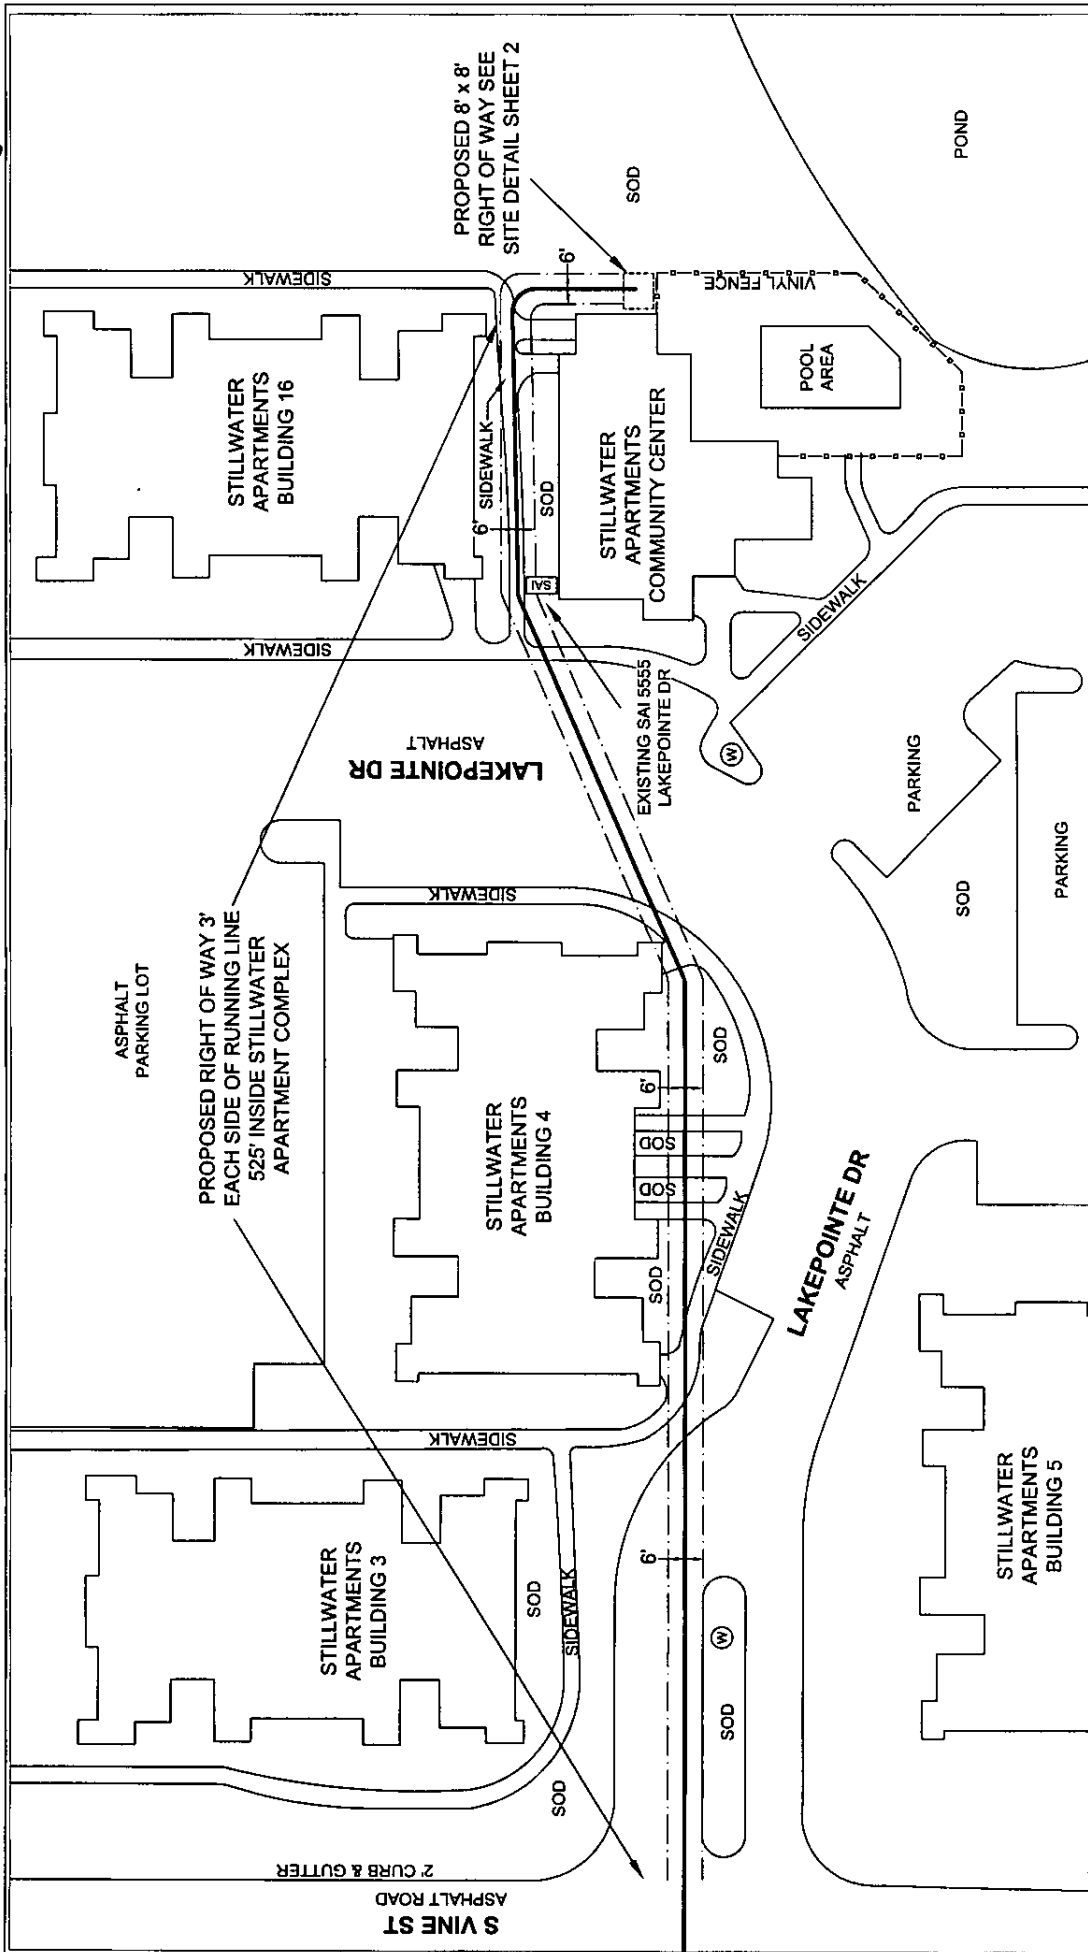 PROPOSED 8' x 8'
RIGHT OF WAY SEE
SITE DETAIL SHEET 2
SOD
POND
SIDEWALK
6'
VINYL FENCE
POOL
AREA
STILLWATER
APARTMENTS
BUILDING 16
SIDEWALK
6'
SOD
STILLWATER
APARTMENTS
COMMUNITY CENTER
SAI
SIDEWALK
SIDEWALK
EXISTING SAI 5555
LAKEPOINTE DR
W
LAKEPOINTE DR
ASPHALT
PARKING
SOD
PARKING
ASPHALT
PARKING LOT
PROPOSED RIGHT OF WAY 3'
EACH SIDE OF RUNNING LINE
525' INSIDE STILLWATER
APARTMENT COMPLEX
SIDEWALK
STILLWATER
APARTMENTS
BUILDING 4
SOD
6'
SOD
SOD
SOD
SIDEWALK
LAKEPOINTE DR
ASPHALT
SIDEWALK
STILLWATER
APARTMENTS
BUILDING 3
SOD
SIDEWALK
6'
W
SOD
STILLWATER
APARTMENTS
BUILDING 5
SOD
2' CURB & GUTTER
ASPHALT ROAD
S VINE ST